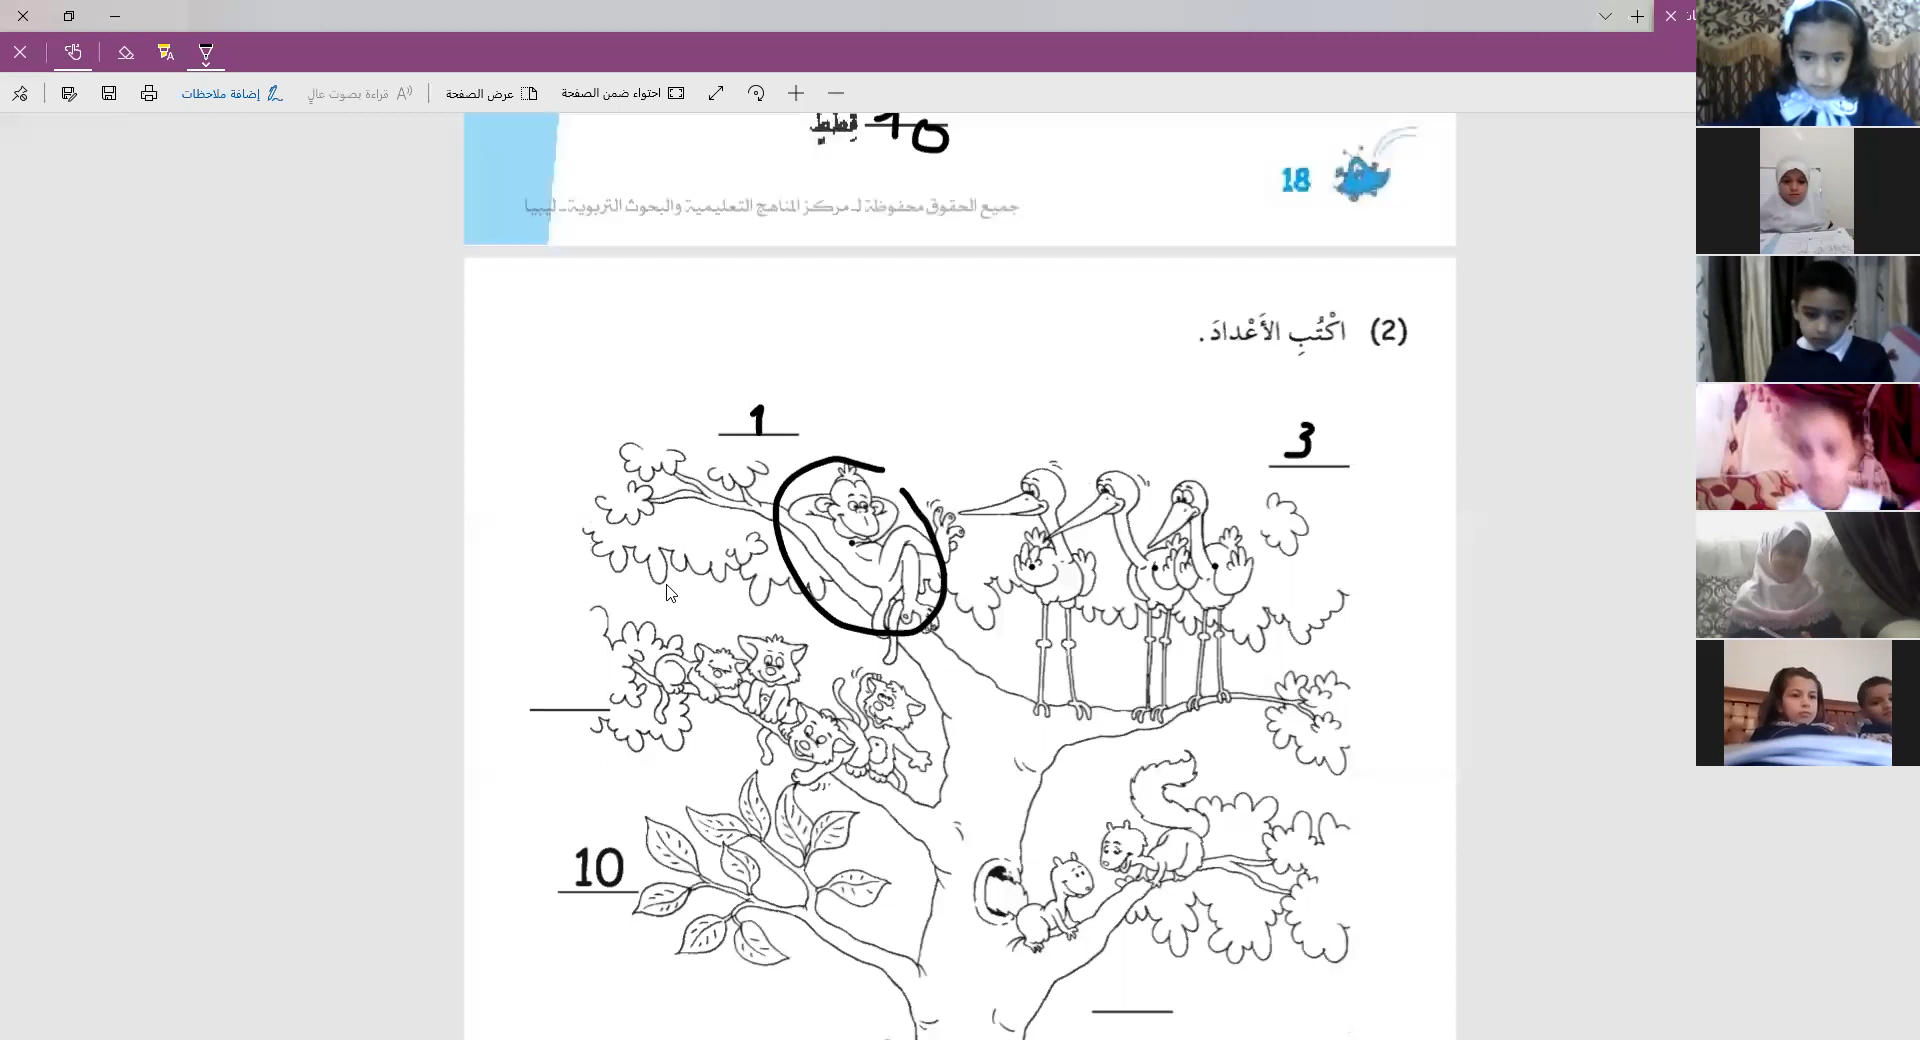 إضافة ملاحظات
قراءة بصوت عالٍ
عرض الصفحة
احتواء ضمن الصفحة
10 قِطَطٍ
18
جميع الحقوق محفوظة لـ مركز المناهج التعليمية والبحوث التربوية ـ ليبيا
(2) اكْتُبِ الأَعْدادَ.
1
3
10